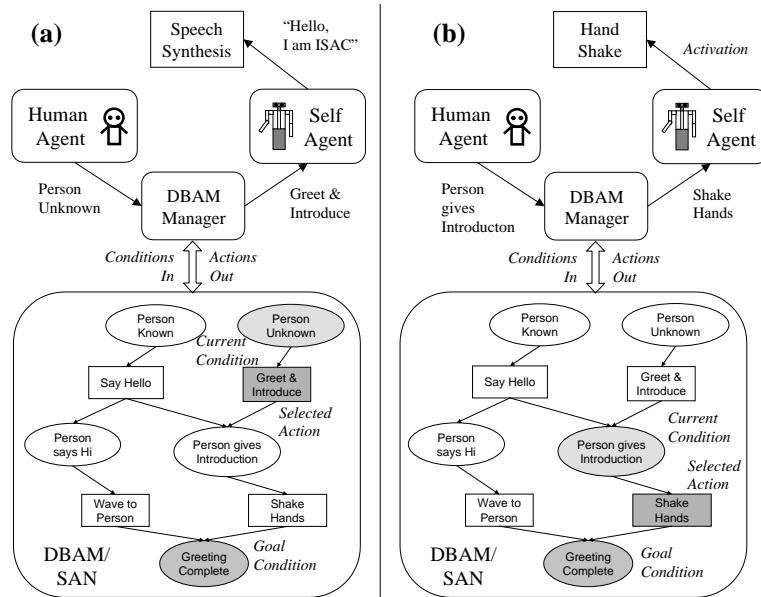 (a)
Speech
Synthesis
“Hello,
I am ISAC”
Human
Agent
Self
Agent
Person
Unknown
DBAM
Manager
Greet &
Introduce
Conditions
In
Actions
Out
Person
Known
Person
Unknown
Current
Condition
Say Hello
Greet &
Introduce
Selected
Action
Person
says Hi
Person gives
Introduction
Wave to
Person
Shake
Hands
Greeting
Complete
Goal
Condition
DBAM/
SAN
(b)
Hand
Shake
Activation
Human
Agent
Self
Agent
Person
gives
Introducton
DBAM
Manager
Shake
Hands
Conditions
In
Actions
Out
Person
Known
Person
Unknown
Say Hello
Greet &
Introduce
Current
Condition
Person
says Hi
Person gives
Introduction
Selected
Action
Wave to
Person
Shake
Hands
Greeting
Complete
Goal
Condition
DBAM/
SAN